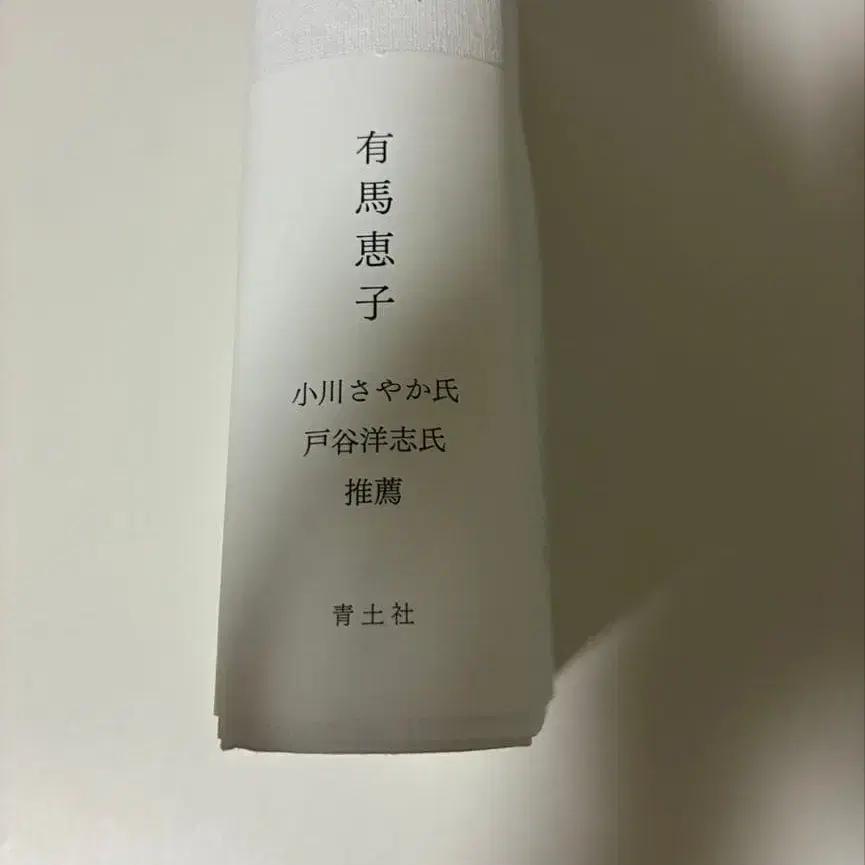 有馬恵子
小川さやか氏
戸谷洋志氏
推薦
青土社